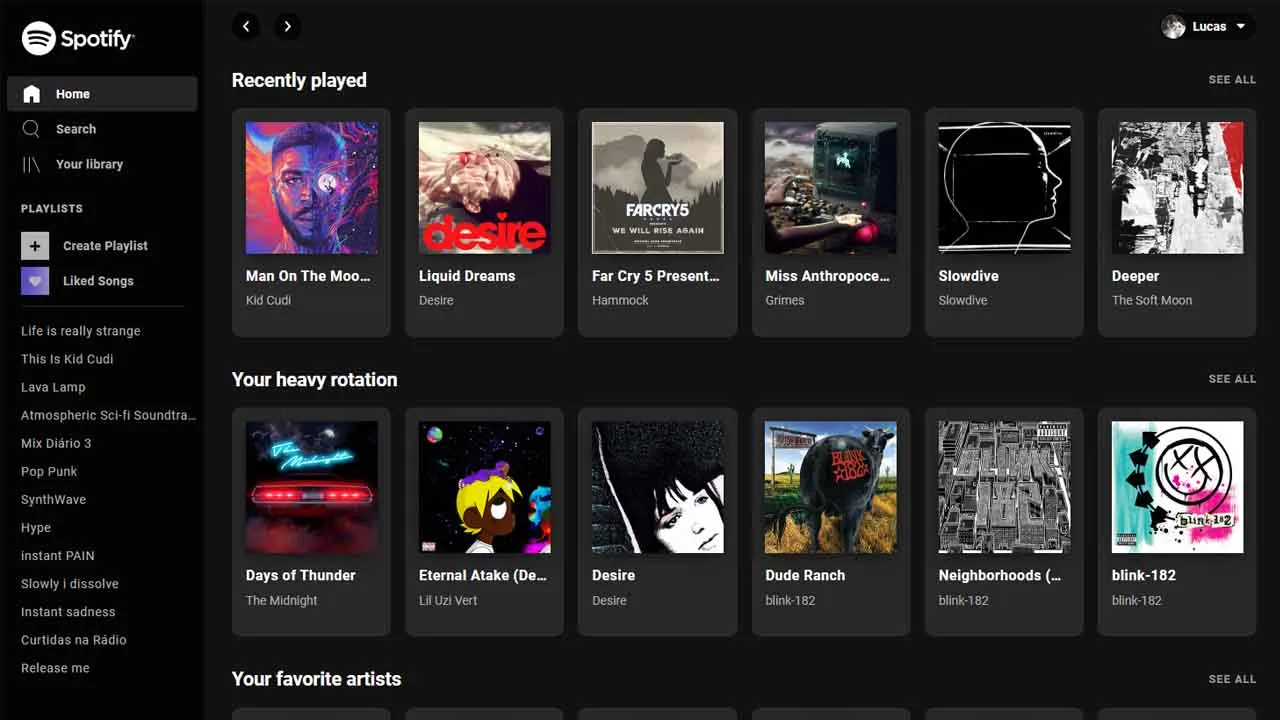 Spotify
Lucas
Home
Search
Your library
PLAYLISTS
Create Playlist
Liked Songs
Life is really strange
This Is Kid Cudi
Lava Lamp
Atmospheric Sci-fi Soundtra...
Mix Diário 3
Pop Punk
SynthWave
Hype
instant PAIN
Slowly i dissolve
Instant sadness
Curtidas na Rádio
Release me
Recently played
SEE ALL
desire
FARCRY5
PRESENTS
WE WILL RISE AGAIN
Man On The Moo...
Liquid Dreams
Far Cry 5 Present...
Miss Anthropoce...
Slowdive
Deeper
Kid Cudi
Desire
Hammock
Grimes
Slowdive
The Soft Moon
Your heavy rotation
SEE ALL
The Midnight
BLINK
182
blink-182
Days of Thunder
Eternal Atake (De...
Desire
Dude Ranch
Neighborhoods (...
blink-182
The Midnight
Lil Uzi Vert
Desire
blink-182
blink-182
blink-182
Your favorite artists
SEE ALL